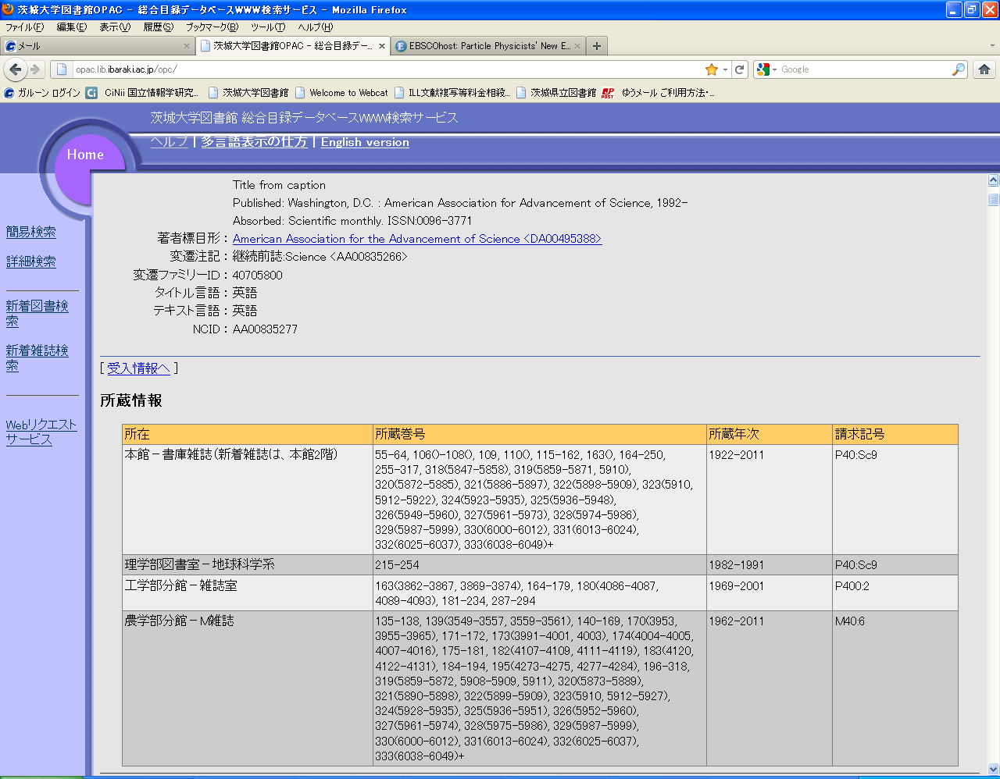 茨城大学図書館OPAC - 総合目録データベースWWW検索サービス - Mozilla Firefox
ファイル(F) 編集(E) 表示(V) 履歴(S) ブックマーク(B) ツール(T) ヘルプ(H)
メール
茨城大学図書館OPAC - 総合目録デー...
EBSCOhost: Particle Physicists' New E...
opac.lib.ibaraki.ac.jp/opc/
Google
ガルーン ログイン CiNii 国立情報学研究... 茨城大学図書館 Welcome to Webcat ILL文献複写等料金相殺... 茨城県立図書館 ゆうメール ご利用方法・...
茨城大学図書館 総合目録データベースWWW検索サービス
ヘルプ | 多言語表示の仕方 | English version
Home
簡易検索
詳細検索
新着図書検
索
新着雑誌検
索
Webリクエスト
サービス
Title from caption
Published: Washington, D.C. : American Association for Advancement of Science, 1992-
Absorbed: Scientific monthly. ISSN:0096-3771
著者標目形 : American Association for the Advancement of Science <DA00495388>
変遷注記 : 継続前誌:Science <AA00835266>
変遷ファミリーID : 40705800
タイトル言語 : 英語
テキスト言語 : 英語
NCID : AA00835277
[ 受入情報へ ]
所蔵情報
所在 所蔵巻号 所蔵年次 請求記号
本館－書庫雑誌（新着雑誌は、本館2階） 55-64, 106()-108(), 109, 110(), 115-162, 163(), 164-250, 1922-2011 P40:Sc9
255-317, 318(5847-5858), 319(5859-5871, 5910),
320(5872-5885), 321(5886-5897), 322(5898-5909), 323(5910,
5912-5922), 324(5923-5935), 325(5936-5948),
326(5949-5960), 327(5961-5973), 328(5974-5986),
329(5987-5999), 330(6000-6012), 331(6013-6024),
332(6025-6037), 333(6038-6049)+
理学部図書室－地球科学系 215-254 1982-1991 P40:Sc9
工学部分館－雑誌室 163(3862-3867, 3869-3874), 164-179, 180(4086-4087, 1969-2001 P400:2
4089-4093), 181-234, 287-294
農学部分館－M雑誌 135-138, 139(3549-3557, 3559-3561), 140-169, 170(3953, 1962-2011 M40:6
3955-3965), 171-172, 173(3991-4001, 4003), 174(4004-4005,
4007-4016), 175-181, 182(4107-4109, 4111-4119), 183(4120,
4122-4131), 184-194, 195(4273-4275, 4277-4284), 196-318,
319(5859-5872, 5908-5909, 5911), 320(5873-5889),
321(5890-5898), 322(5899-5909), 323(5910, 5912-5927),
324(5928-5935), 325(5936-5951), 326(5952-5960),
327(5961-5974), 328(5975-5986), 329(5987-5999),
330(6000-6012), 331(6013-6024), 332(6025-6037),
333(6038-6049)+